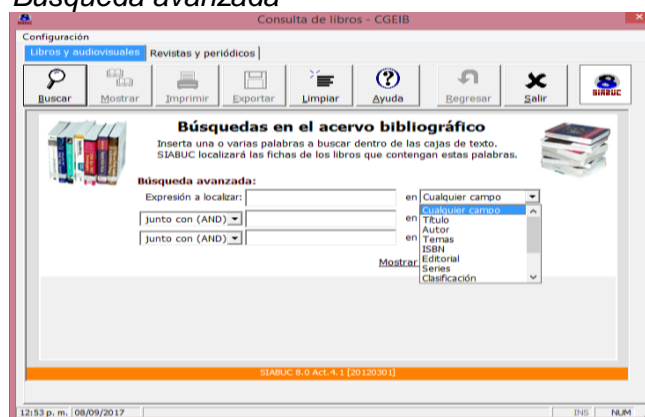 Búsqueda avanzada
Consulta de libros - CGEIB
Configuración
Libros y audiovisuales Revistas y periódicos
Buscar Mostrar Imprimir Exportar Limpiar Ayuda Regresar Salir SIABUC
Búsquedas en el acervo bibliográfico
Inserta una o varias palabras a buscar dentro de las cajas de texto.
SIABUC localizará las fichas de los libros que contengan estas palabras.
Búsqueda avanzada:
Expresión a localizar: en Cualquier campo
junto con (AND) en
junto con (AND) en
Cualquier campo
Título
Autor
Temas
ISBN
Editorial
Series
Clasificación
Mostrar
SIABUC 8.0 Act.4.1 [20120301]
12:53 p. m. 08/09/2017 INS NUM